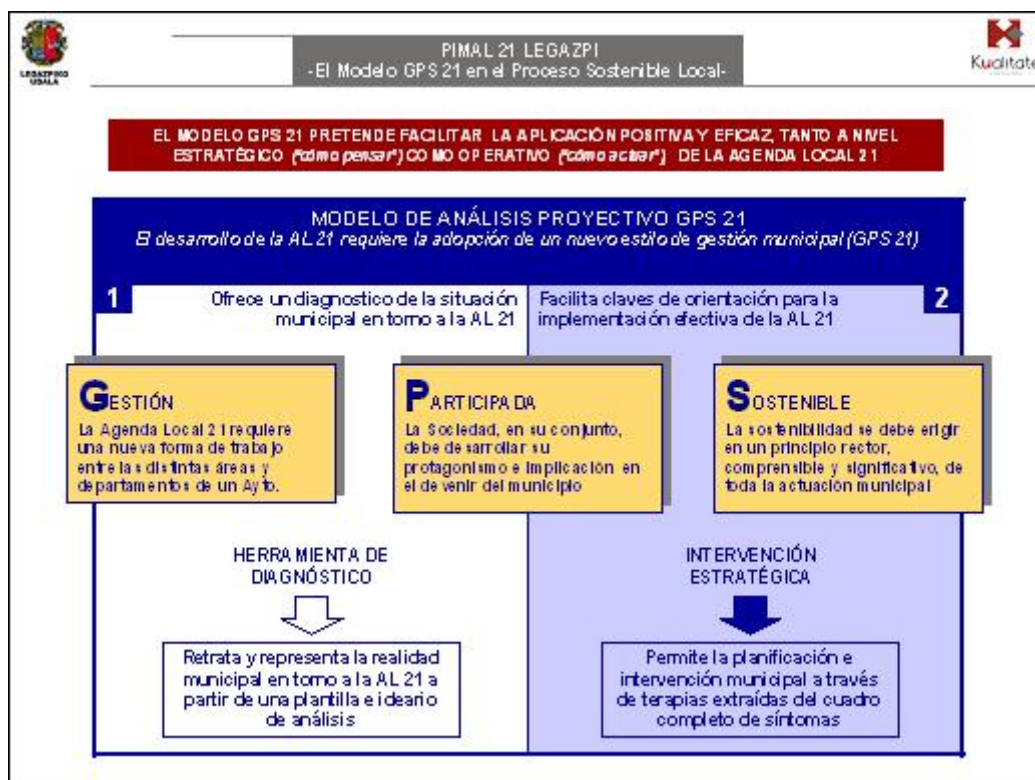 LEGAZPIKO
UDALA
PIMAL 21 LEGAZPI
-El Modelo GPS 21 en el Proceso Sostenible Local-
Kualitate
EL MODELO GPS 21 PRETENDE FACILITAR LA APLICACIÓN POSITIVA Y EFICAZ, TANTO A NIVEL
ESTRATÉGICO ("cómo pensar") COMO OPERATIVO ("cómo actuar") DE LA AGENDA LOCAL 21
MODELO DE ANÁLISIS PROYECTIVO GPS 21
El desarrollo de la AL 21 requiere la adopción de un nuevo estilo de gestión municipal (GPS 21)
1
Ofrece un diagnostico de la situación
municipal en torno a la AL 21
Facilita claves de orientación para la
implementación efectiva de la AL 21
2
GESTIÓN
La Agenda Local 21 requiere
una nueva forma de trabajo
entre las distintas áreas y
departamentos de un Ayto.
PARTICIPADA
La Sociedad, en su conjunto,
debe desarrollar su
protagonismo e implicación en
el devenir del municipio
SOSTENIBLE
La sostenibilidad se debe erigir
en un principio rector,
comprensible y significativo, de
toda la actuación municipal
HERRAMIENTA DE
DIAGNÓSTICO
Retrata y representa la realidad
municipal en torno a la AL 21 a
partir de una plantilla e ideario
de análisis
INTERVENCIÓN
ESTRATÉGICA
Permite la planificación e
intervención municipal a través
de terapias extraídas del cuadro
completo de síntomas